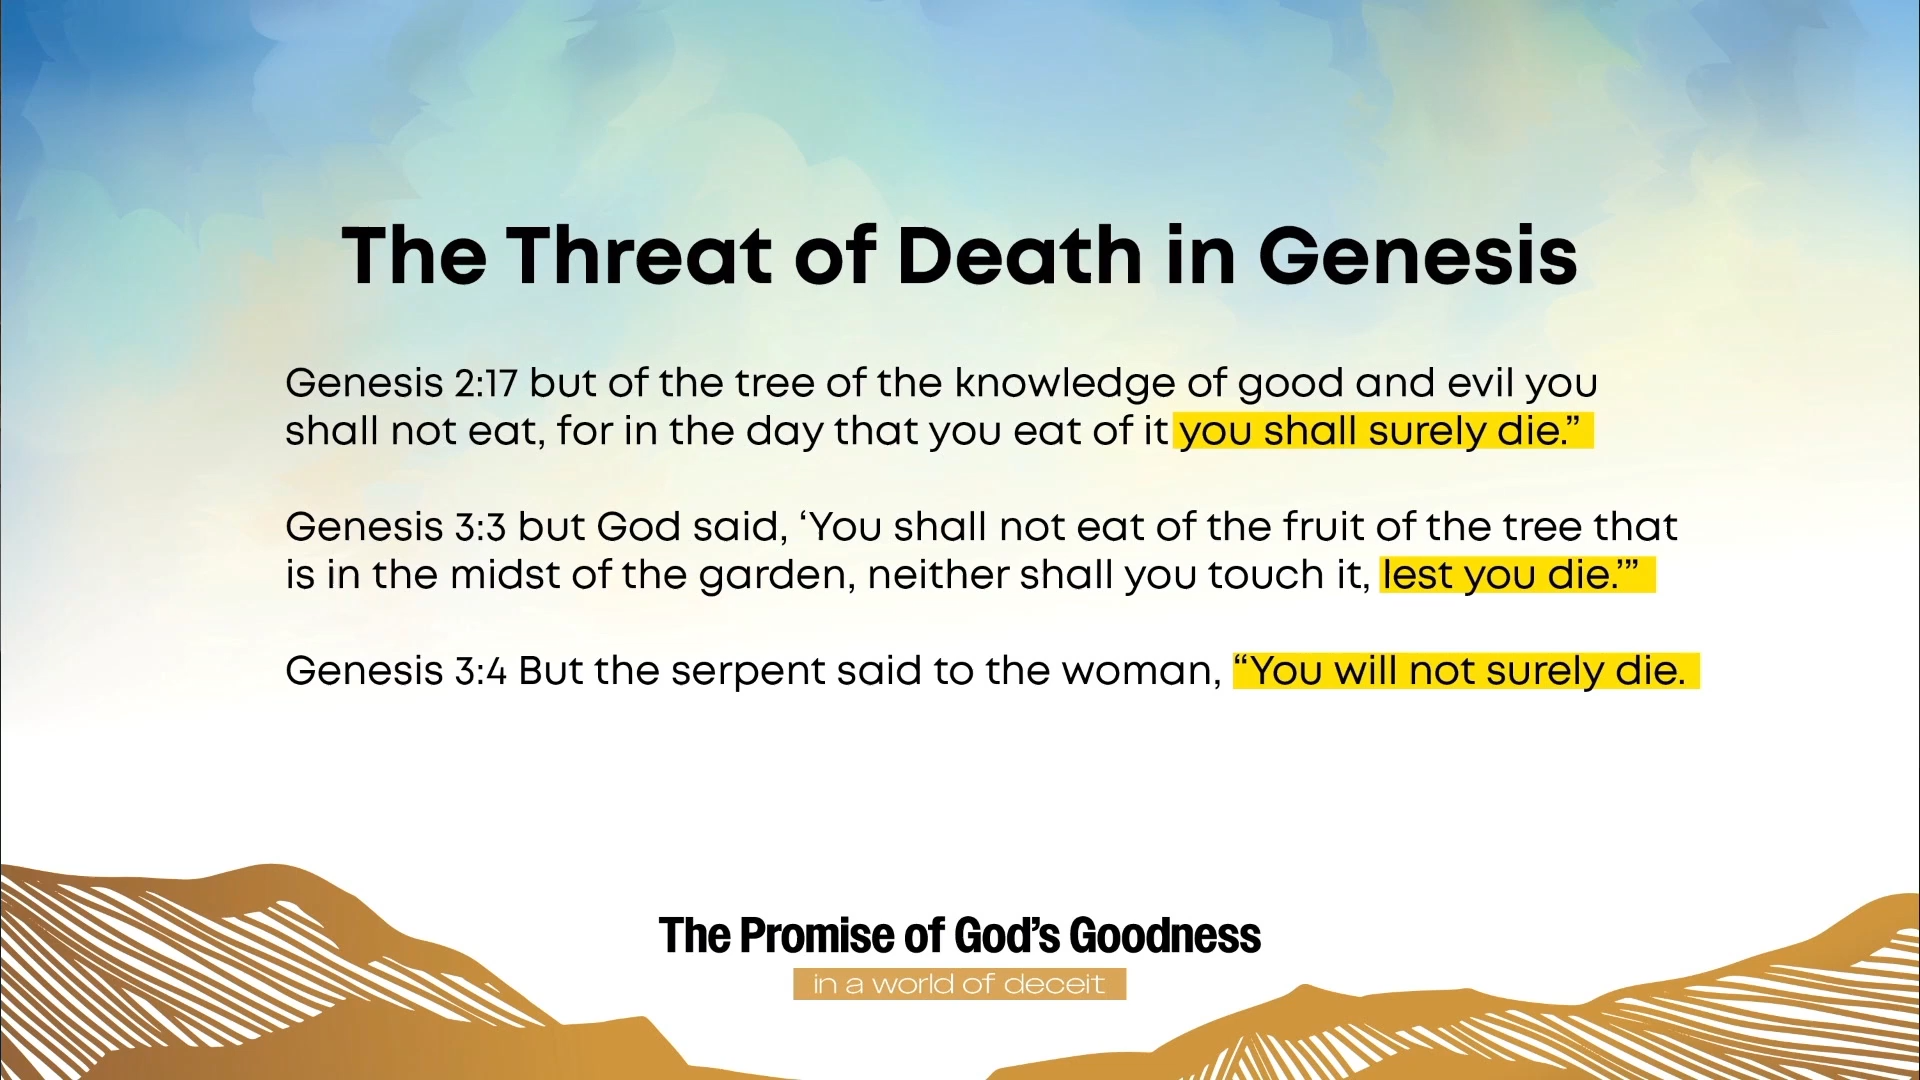 The Threat of Death in Genesis
Genesis 2:17 but of the tree of the knowledge of good and evil you
shall not eat, for in the day that you eat of it you shall surely die.”
Genesis 3:3 but God said, ‘You shall not eat of the fruit of the tree that
is in the midst of the garden, neither shall you touch it, lest you die.’”
Genesis 3:4 But the serpent said to the woman, “You will not surely die.
The Promise of God’s Goodness
in a world of deceit